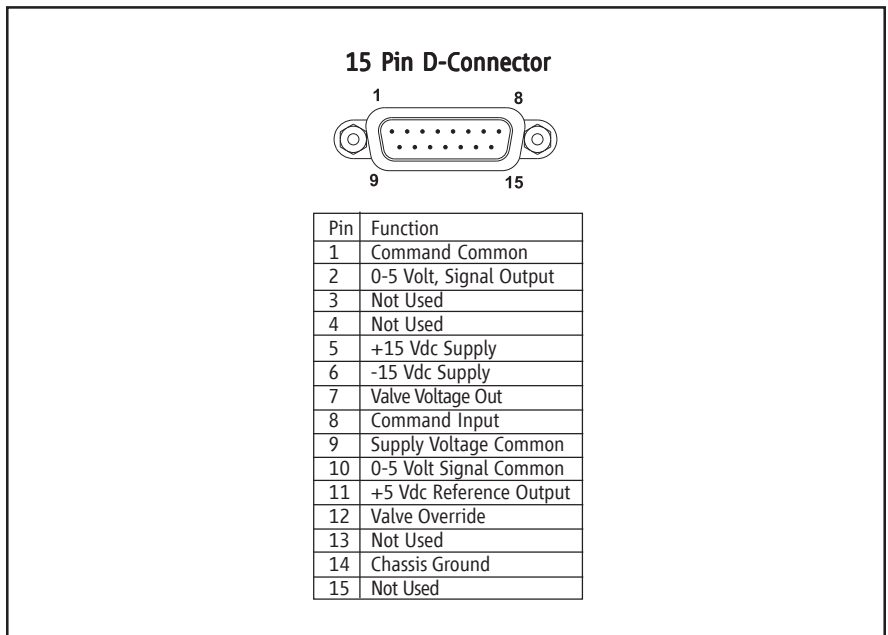 15 Pin D-Connector
1 8
9 15
Pin Function
1 Command Common
2 0-5 Volt, Signal Output
3 Not Used
4 Not Used
5 +15 Vdc Supply
6 -15 Vdc Supply
7 Valve Voltage Out
8 Command Input
9 Supply Voltage Common
10 0-5 Volt Signal Common
11 +5 Vdc Reference Output
12 Valve Override
13 Not Used
14 Chassis Ground
15 Not Used